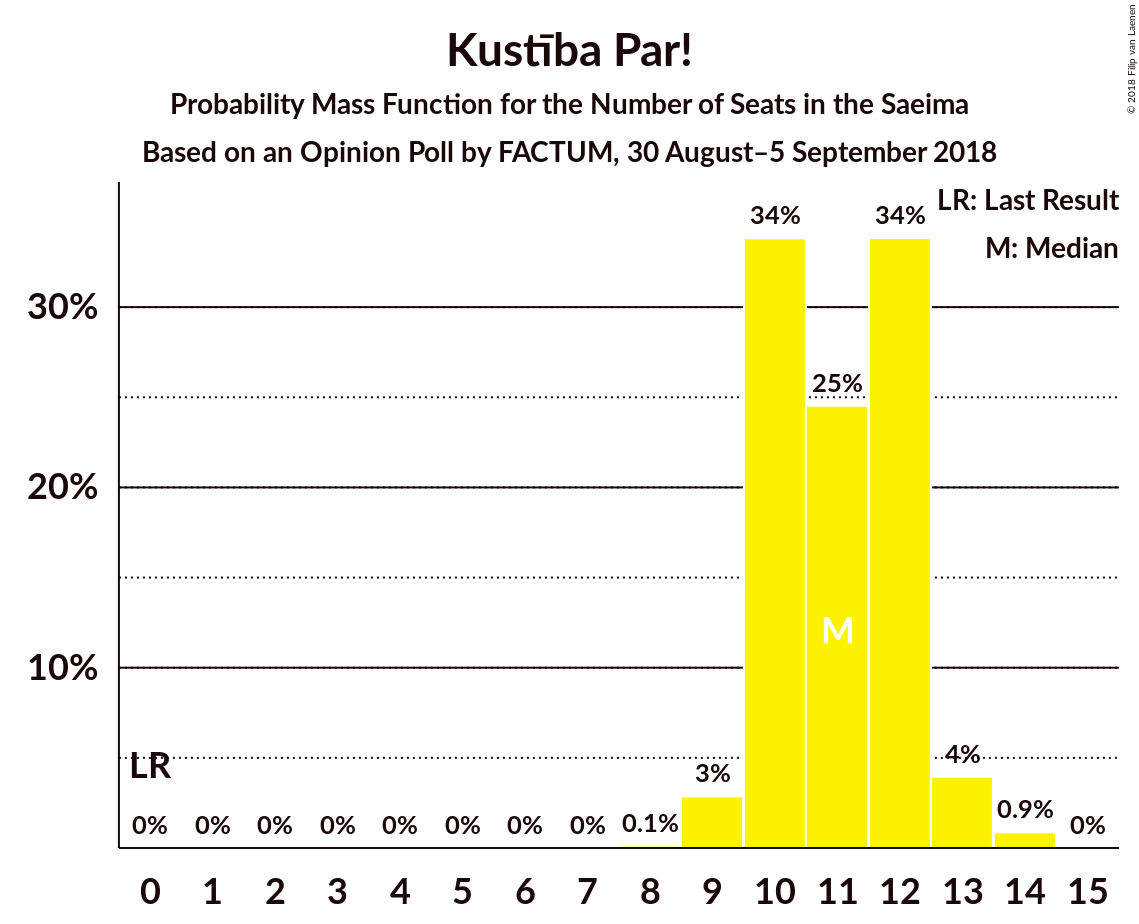 Kustība Par!
Probability Mass Function for the Number of Seats in the Saeima
Based on an Opinion Poll by FACTUM, 30 August–5 September 2018
© 2018 Filip van Laenen
LR: Last Result
M: Median
34% 34%
30%
25%
20%
M
10%
LR
0% 0% 0% 0% 0% 0% 0% 0% 0.1% 3% 4% 0.9% 0%
0 1 2 3 4 5 6 7 8 9 10 11 12 13 14 15